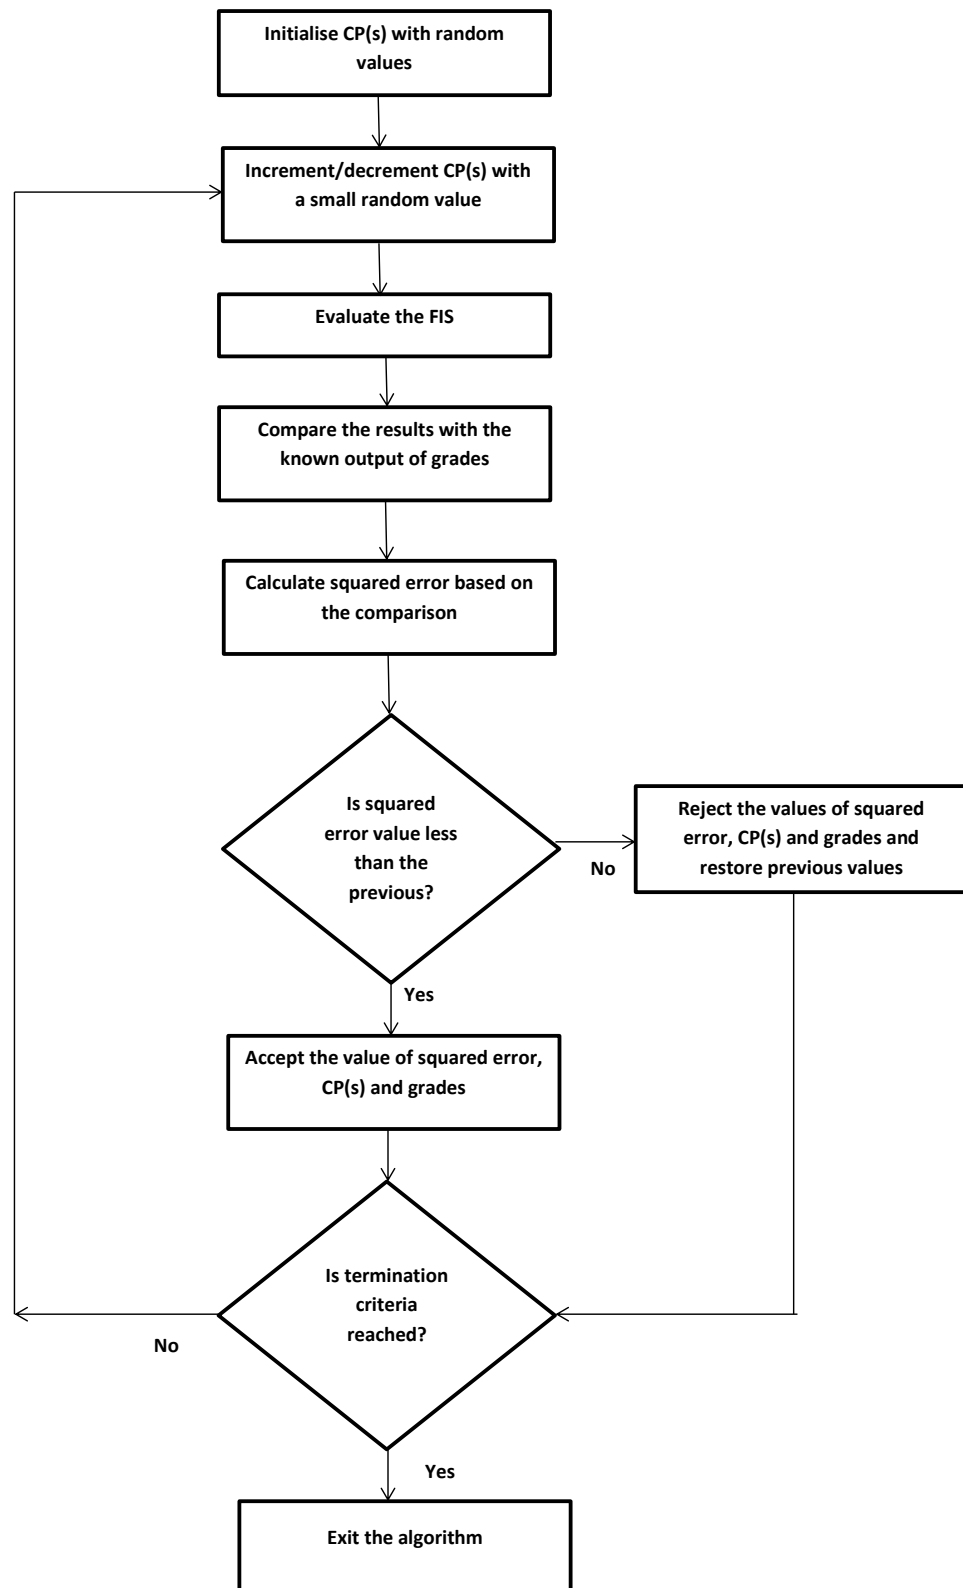 Initialise CP(s) with random
values
Increment/decrement CP(s) with
a small random value
Evaluate the FIS
Compare the results with the
known output of grades
Calculate squared error based on
the comparison
Is squared
error value less
than the
previous?
No
Reject the values of squared
error, CP(s) and grades and
restore previous values
Yes
Accept the value of squared error,
CP(s) and grades
Is termination
criteria
reached?
No
Yes
Exit the algorithm